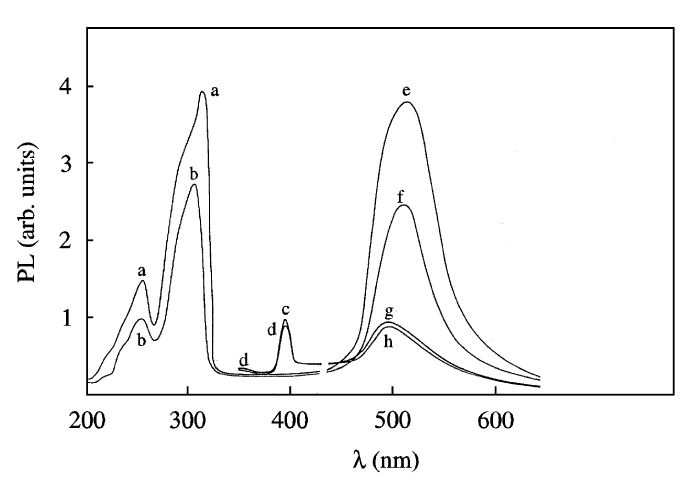 4
3
2
1
PL (arb. units)
a
b
a
b
c
d
d
e
f
g
h
200 300 400 500 600
λ (nm)